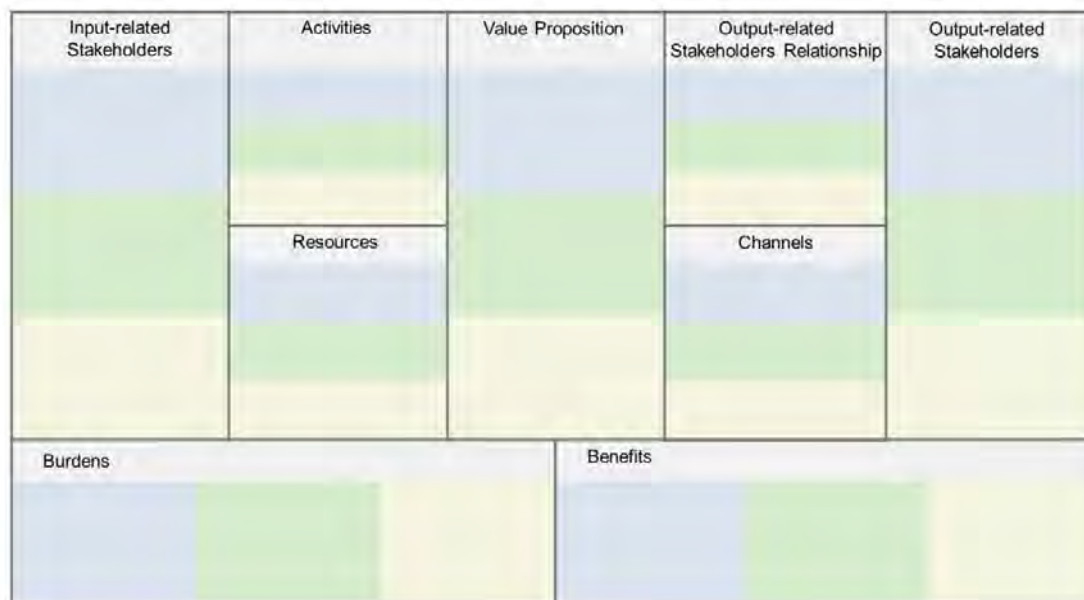 Input-related
Stakeholders
Activities
Value Proposition
Output-related
Stakeholders Relationship
Output-related
Stakeholders
Resources
Channels
Burdens
Benefits